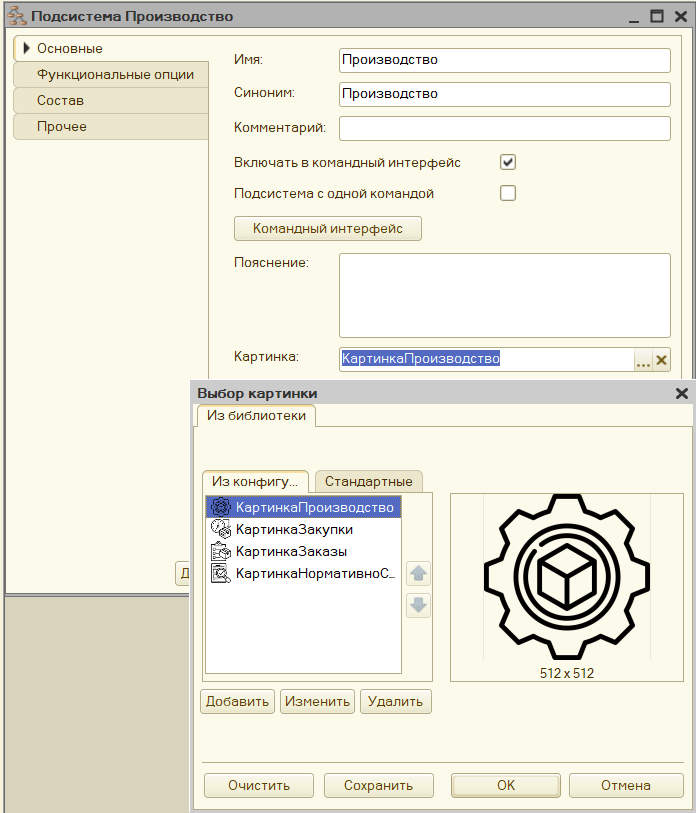 Подсистема Производство
Основные
Функциональные опции
Состав
Прочее
Имя: Производство
Синоним: Производство
Комментарий:
Включать в командный интерфейс
Подсистема с одной командой
Командный интерфейс
Пояснение:
Картинка: КартинкаПроизводство ...
Выбор картинки
Из библиотеки
Из конфигу... Стандартные
КартинкаПроизводство
КартинкаЗакупки
КартинкаЗаказы
КартинкаНормативноС...
512 x 512
Добавить Изменить Удалить
Очистить Сохранить OK Отмена